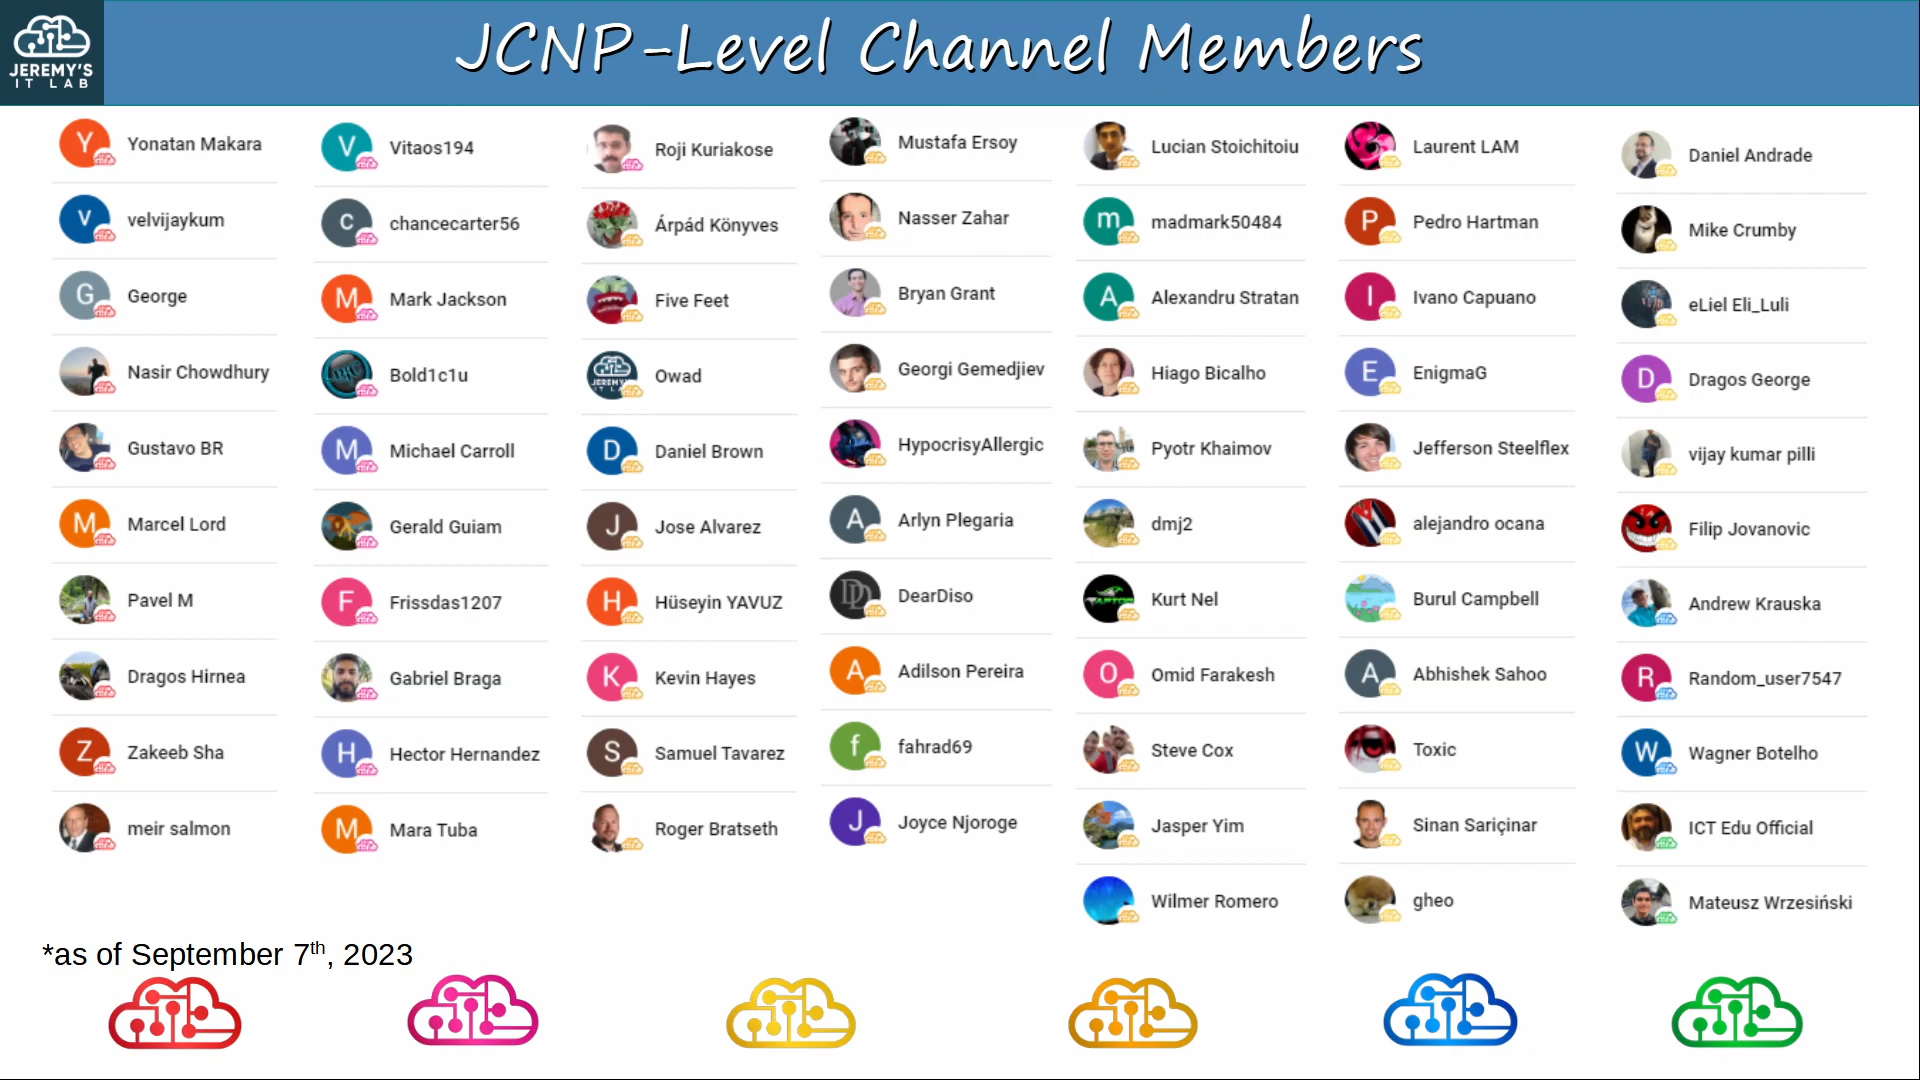 JEREMY'S
IT LAB
JCNP-Level Channel Members
Y Yonatan Makara
v velvijaykum
G George
Nasir Chowdhury
Gustavo BR
M Marcel Lord
Pavel M
Dragos Hirnea
Z Zakeeb Sha
meir salmon
V Vitaos194
c chancecarter56
M Mark Jackson
Bold1c1u
M Michael Carroll
Gerald Guiam
F Frissdas1207
Gabriel Braga
H Hector Hernandez
M Mara Tuba
Roji Kuriakose
Árpád Könyves
Five Feet
Owad
D Daniel Brown
J Jose Alvarez
H Hüseyin YAVUZ
K Kevin Hayes
S Samuel Tavarez
Roger Bratseth
Mustafa Ersoy
Nasser Zahar
Bryan Grant
Georgi Gemedjiev
HypocrisyAllergic
A Arlyn Plegaria
DearDiso
A Adilson Pereira
f fahrad69
J Joyce Njoroge
Lucian Stoichitoiu
m madmark50484
A Alexandru Stratan
Hiago Bicalho
Pyotr Khaimov
dmj2
Kurt Nel
O Omid Farakesh
Steve Cox
Jasper Yim
Wilmer Romero
Laurent LAM
P Pedro Hartman
I Ivano Capuano
E EnigmaG
Jefferson Steelflex
alejandro ocana
Burul Campbell
A Abhishek Sahoo
Toxic
Sinan Sariçinar
gheo
Daniel Andrade
Mike Crumby
eLiel Eli_Luli
D Dragos George
vijay kumar pilli
Filip Jovanovic
Andrew Krauska
R Random_user7547
W Wagner Botelho
ICT Edu Official
Mateusz Wrzesiński
*as of September 7th, 2023